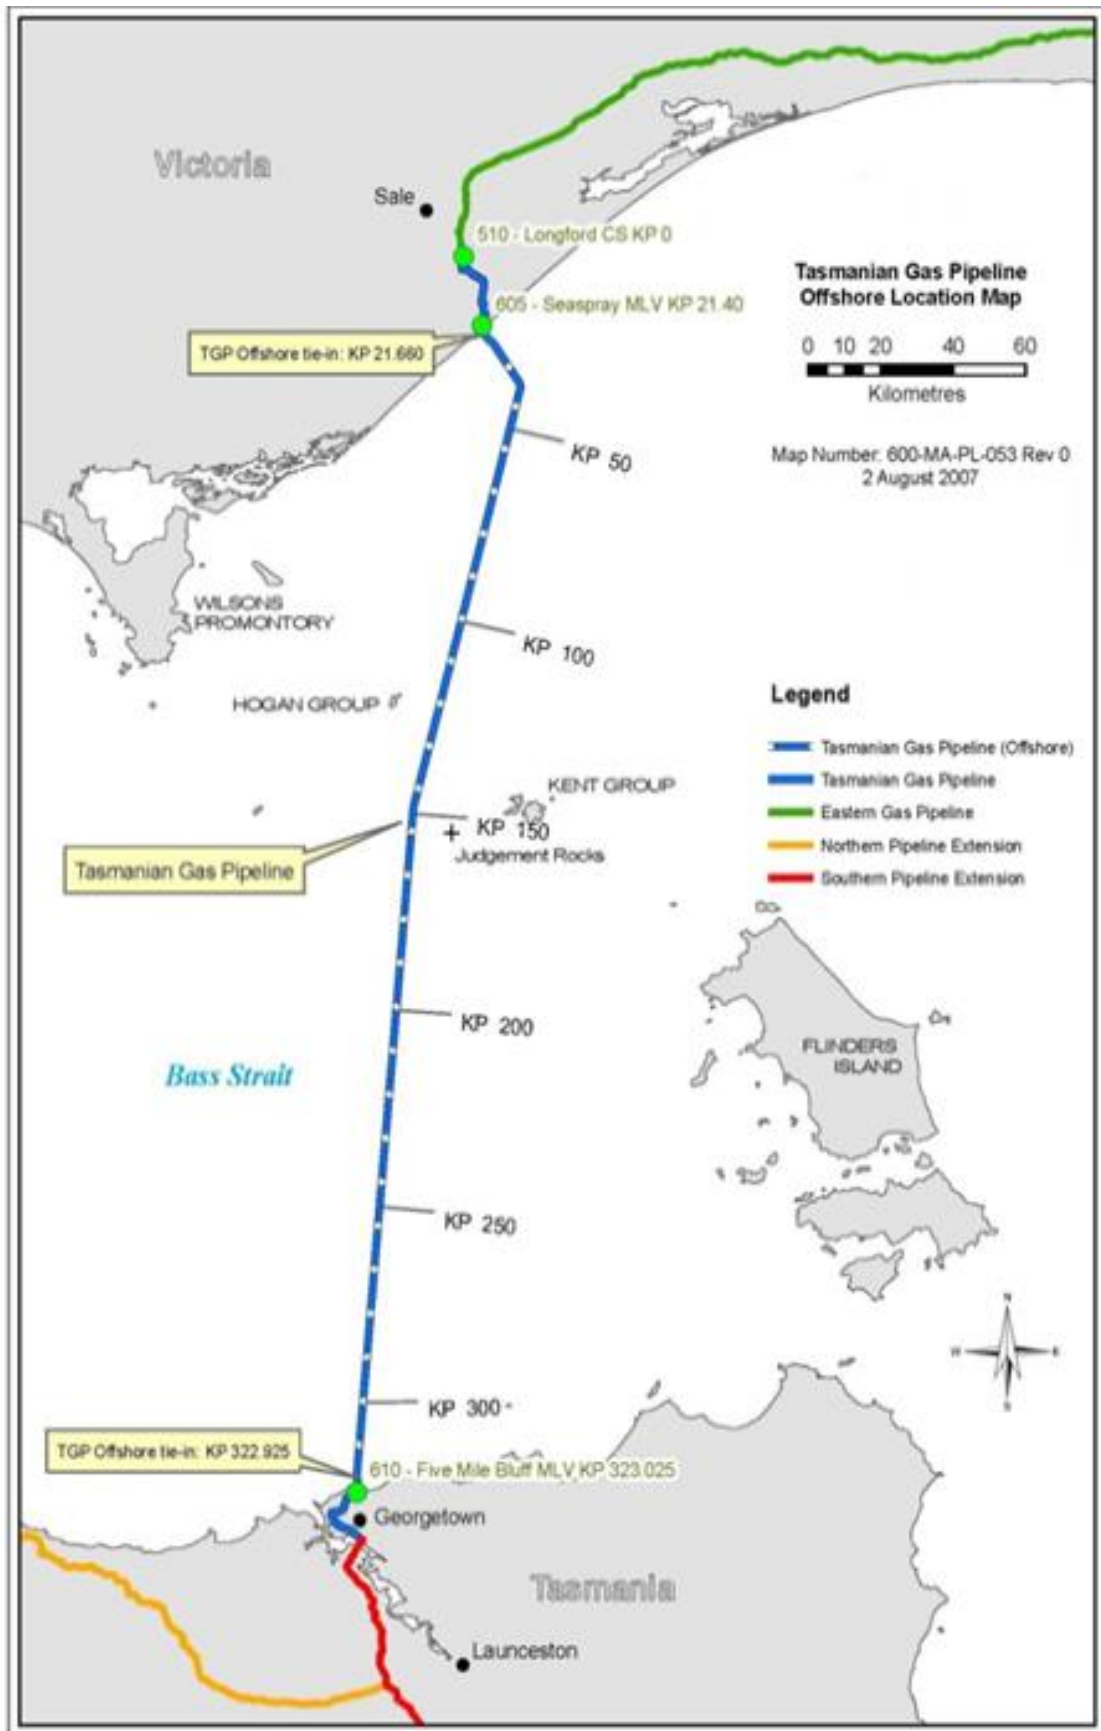 Victoria
Sale
510 - Longford CS KP 0
605 - Seaspray MLV KP 21.40
TGP Offshore tie-in: KP 21.660
Tasmanian Gas Pipeline
Offshore Location Map
0 10 20 40 60
Kilometres
Map Number: 600-MA-PL-053 Rev 0
2 August 2007
KP 50
WILSONS
PROMONTORY
KP 100
HOGAN GROUP
Legend
Tasmanian Gas Pipeline (Offshore)
Tasmanian Gas Pipeline
Eastern Gas Pipeline
Northern Pipeline Extension
Southern Pipeline Extension
KENT GROUP
KP 150
Judgement Rocks
Tasmanian Gas Pipeline
KP 200
FLINDERS
ISLAND
Bass Strait
KP 250
N
W E
S
KP 300
TGP Offshore tie-in: KP 322.925
610 - Five Mile Bluff MLV KP 323.025
Georgetown
Tasmania
Launceston